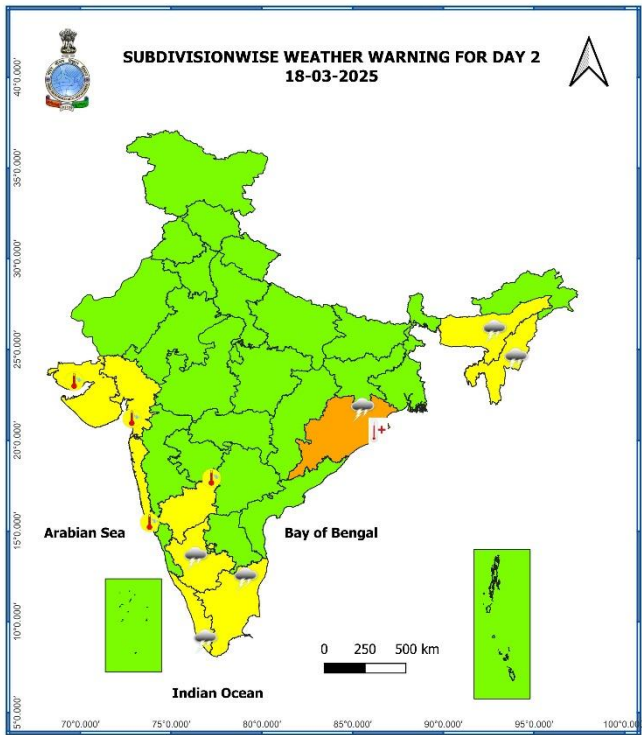 SUBDIVISIONWISE WEATHER WARNING FOR DAY 2
18-03-2025
40°0.000'
35°0.000'
30°0.000'
25°0.000'
20°0.000'
15°0.000'
10°0.000'
5°0.000'
Arabian Sea
Bay of Bengal
0 250 500 km
Indian Ocean
70°0.000' 75°0.000' 80°0.000' 85°0.000' 90°0.000' 95°0.000' 100°0.00